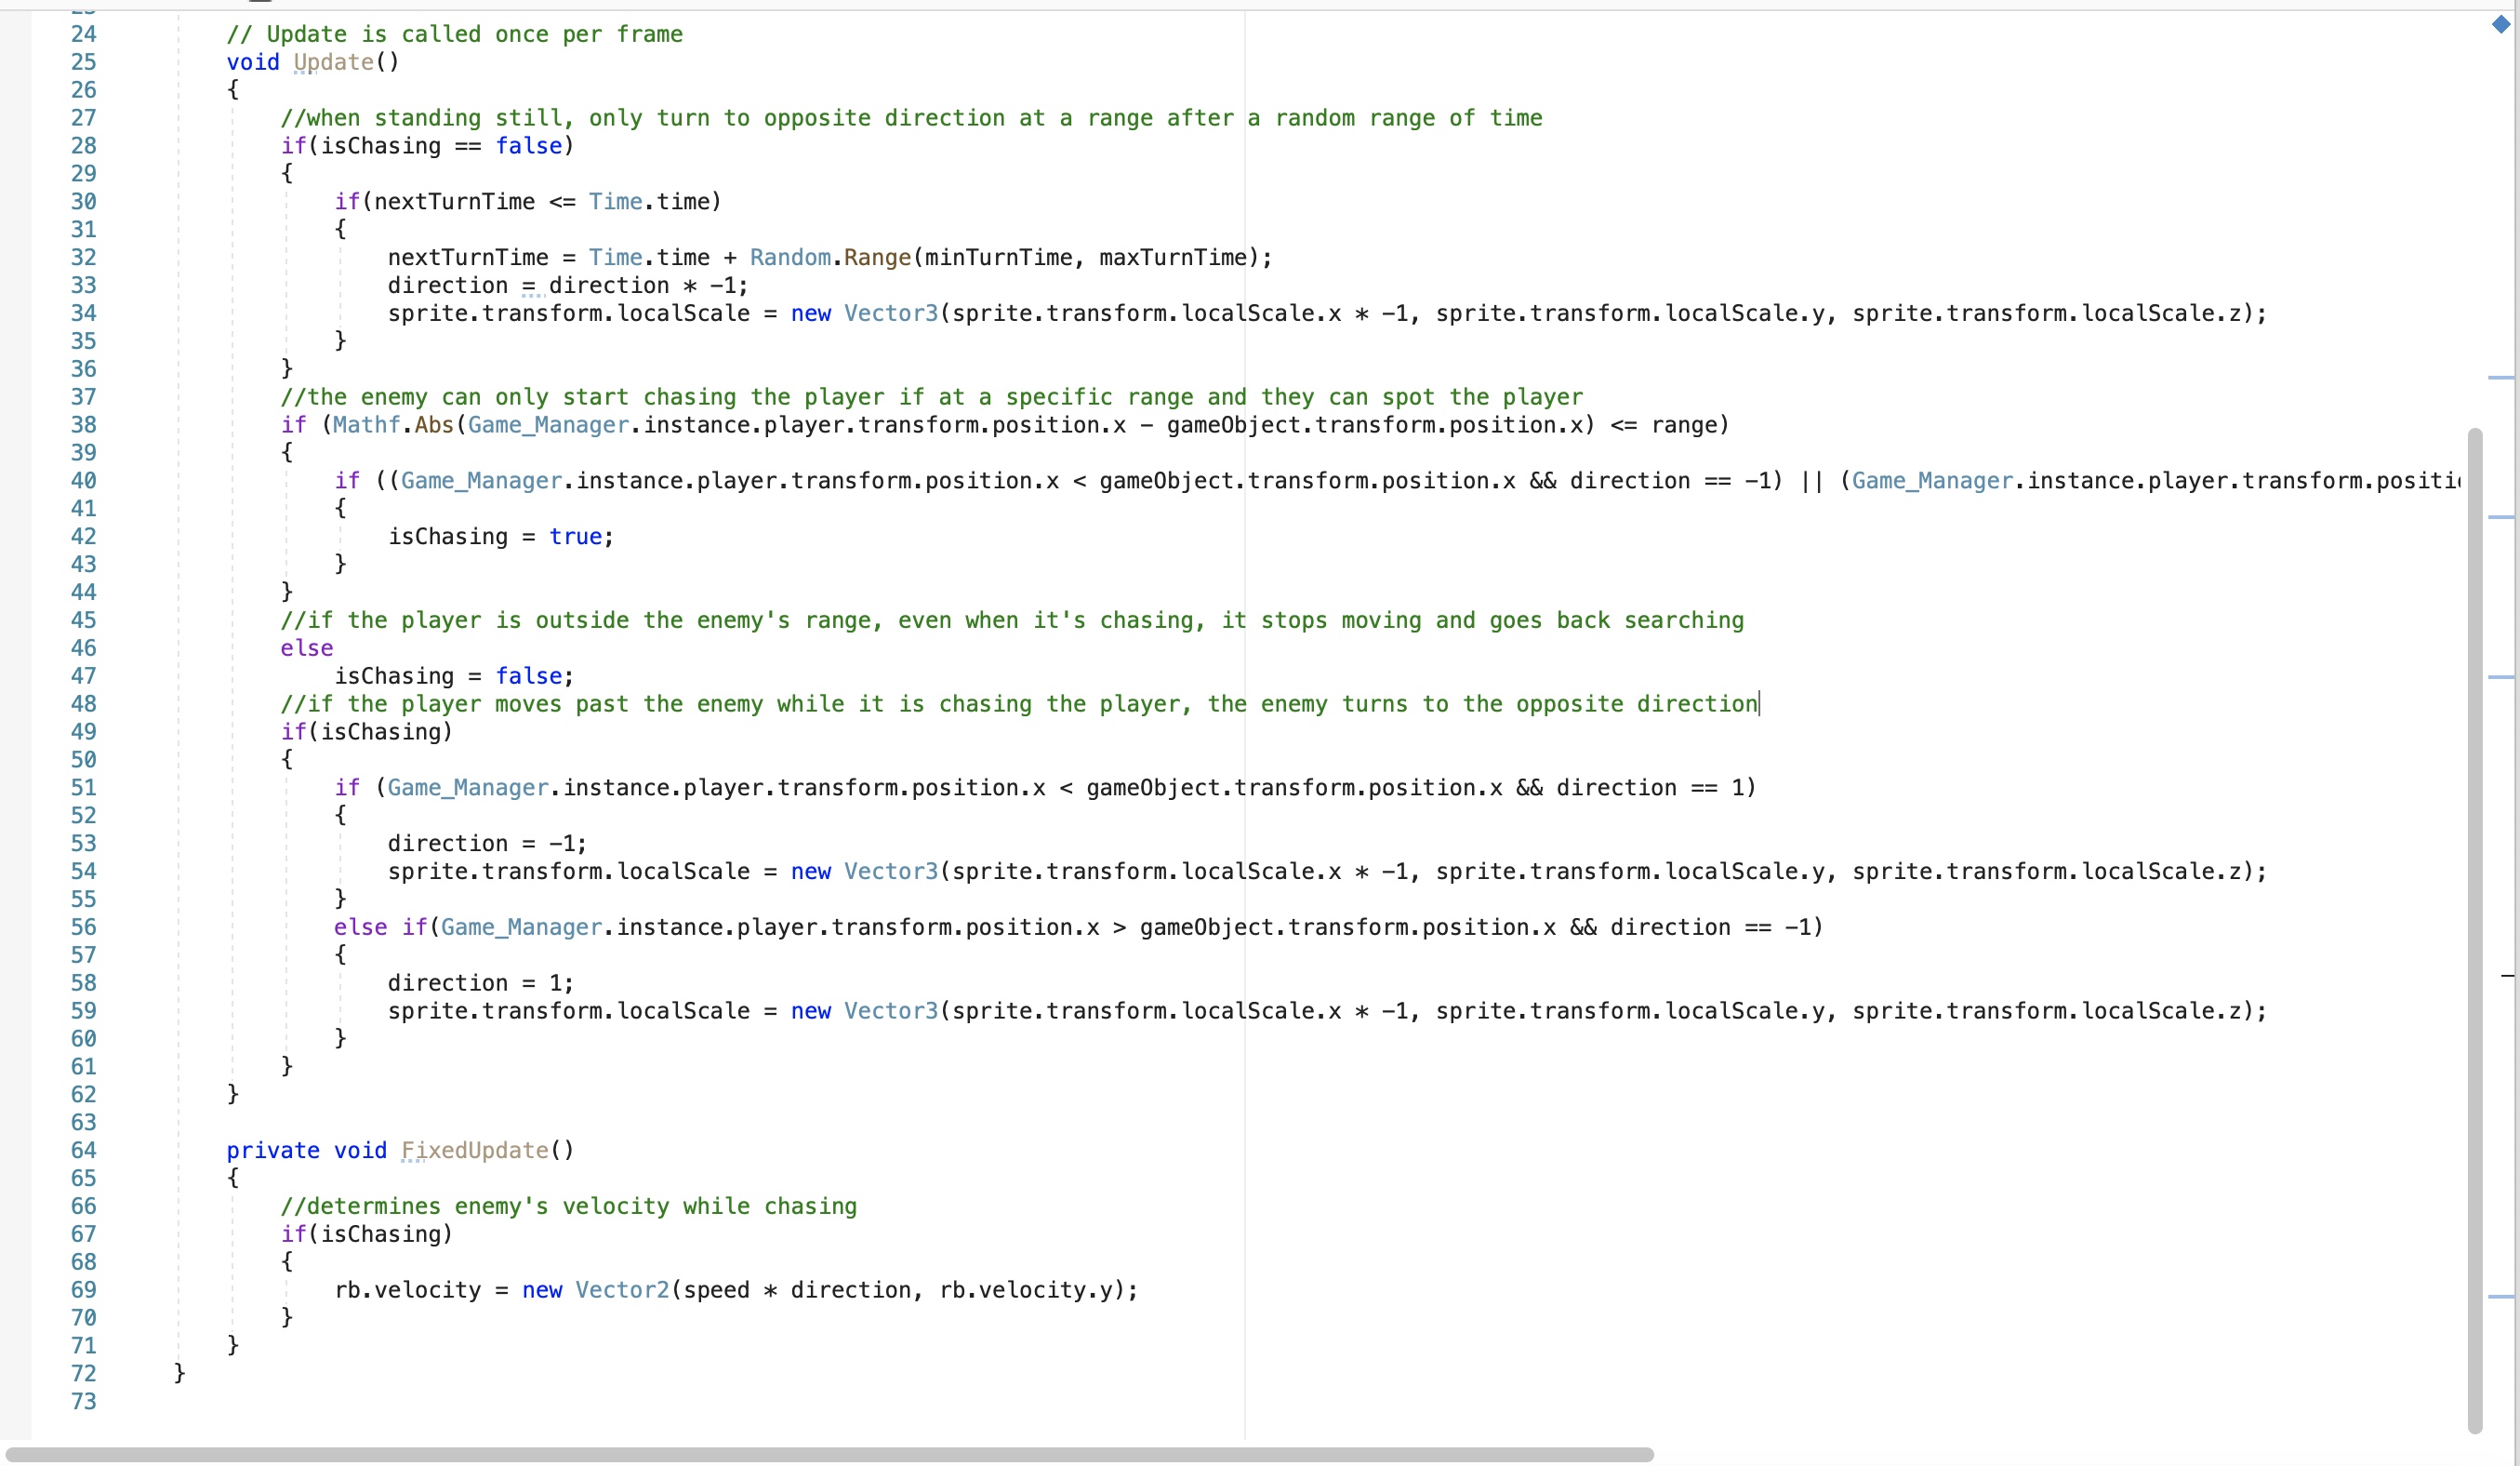 24 // Update is called once per frame
25 void Update()
26 {
27 //when standing still, only turn to opposite direction at a range after a random range of time
28 if(isChasing == false)
29 {
30 if(nextTurnTime <= Time.time)
31 {
32 nextTurnTime = Time.time + Random.Range(minTurnTime, maxTurnTime);
33 direction = direction * -1;
34 sprite.transform.localScale = new Vector3(sprite.transform.localScale.x * -1, sprite.transform.localScale.y, sprite.transform.localScale.z);
35 }
36 }
37 //the enemy can only start chasing the player if at a specific range and they can spot the player
38 if (Mathf.Abs(Game_Manager.instance.player.transform.position.x - gameObject.transform.position.x) <= range)
39 {
40 if ((Game_Manager.instance.player.transform.position.x < gameObject.transform.position.x && direction == -1) || (Game_Manager.instance.player.transform.positi
41 {
42 isChasing = true;
43 }
44 }
45 //if the player is outside the enemy's range, even when it's chasing, it stops moving and goes back searching
46 else
47 isChasing = false;
48 //if the player moves past the enemy while it is chasing the player, the enemy turns to the opposite direction
49 if(isChasing)
50 {
51 if (Game_Manager.instance.player.transform.position.x < gameObject.transform.position.x && direction == 1)
52 {
53 direction = -1;
54 sprite.transform.localScale = new Vector3(sprite.transform.localScale.x * -1, sprite.transform.localScale.y, sprite.transform.localScale.z);
55 }
56 else if(Game_Manager.instance.player.transform.position.x > gameObject.transform.position.x && direction == -1)
57 {
58 direction = 1;
59 sprite.transform.localScale = new Vector3(sprite.transform.localScale.x * -1, sprite.transform.localScale.y, sprite.transform.localScale.z);
60 }
61 }
62 }
63
64 private void FixedUpdate()
65 {
66 //determines enemy's velocity while chasing
67 if(isChasing)
68 {
69 rb.velocity = new Vector2(speed * direction, rb.velocity.y);
70 }
71 }
72 }
73